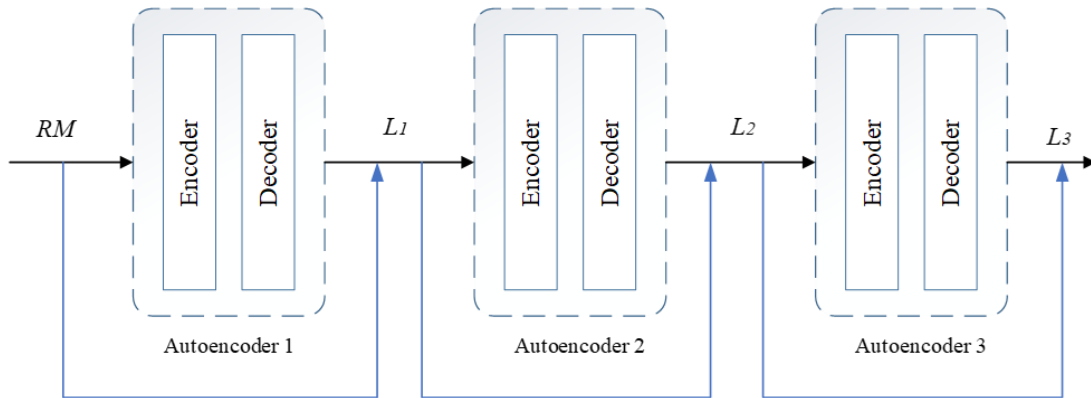 RM
Encoder
Decoder
L1
Encoder
Decoder
L2
Encoder
Decoder
L3
Autoencoder 1
Autoencoder 2
Autoencoder 3